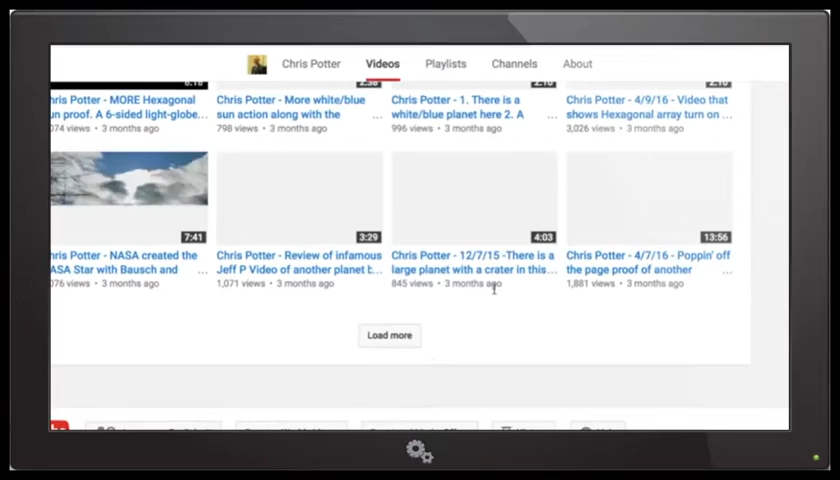 Chris Potter Videos Playlists Channels About
8:18 2:38 2:10 2:10
hris Potter - MORE Hexagonal
un proof. A 6-sided light-globe...
074 views • 3 months ago
Chris Potter - More white/blue
sun action along with the ...
798 views • 3 months ago
Chris Potter - 1. There is a
white/blue planet here 2. A ...
996 views • 3 months ago
Chris Potter - 4/9/16 - Video that
shows Hexagonal array turn on ...
3,026 views • 3 months ago
7:41
hris Potter - NASA created the
ASA Star with Bausch and ...
076 views • 3 months ago
3:29
Chris Potter - Review of infamous
Jeff P Video of another planet b...
1,071 views • 3 months ago
4:03
Chris Potter - 12/7/15 -There is a
large planet with a crater in this...
845 views • 3 months ago
13:56
Chris Potter - 4/7/16 - Poppin' off
the page proof of another ...
1,881 views • 3 months ago
Load more